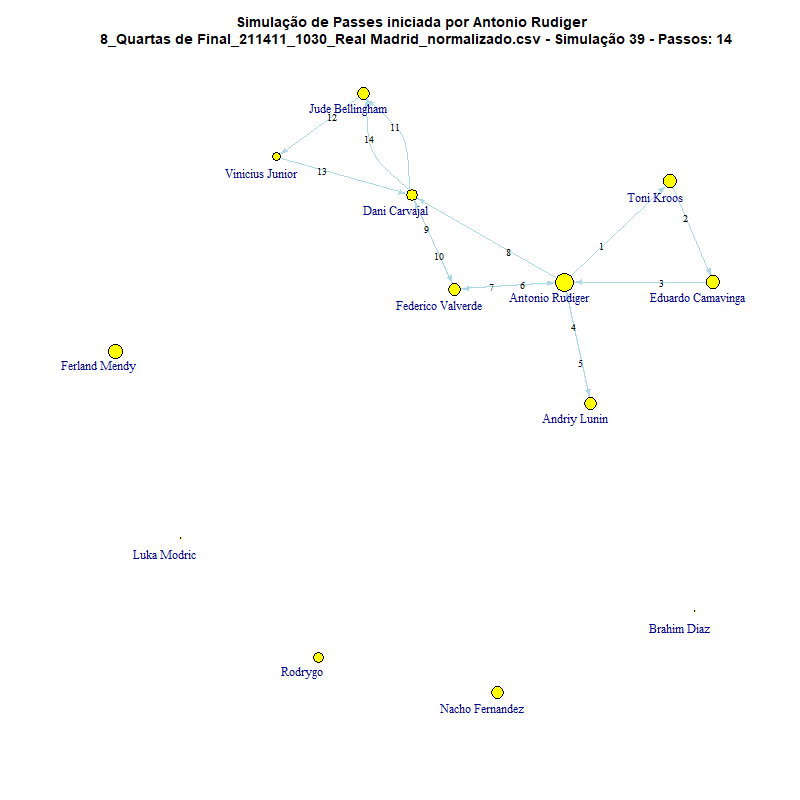 Simulação de Passes iniciada por Antonio Rudiger
8_Quartas de Final_211411_1030_Real Madrid_normalizado.csv - Simulação 39 - Passos: 14
Jude Bellingham
12
11
14
Vinicius Junior
13
Toni Kroos
Dani Carvajal
2
9
1
8
10
3
7
6
Federico Valverde
Antonio Rudiger
Eduardo Camavinga
4
Ferland Mendy
5
Andriy Lunin
Luka Modric
Brahim Diaz
Rodrygo
Nacho Fernandez